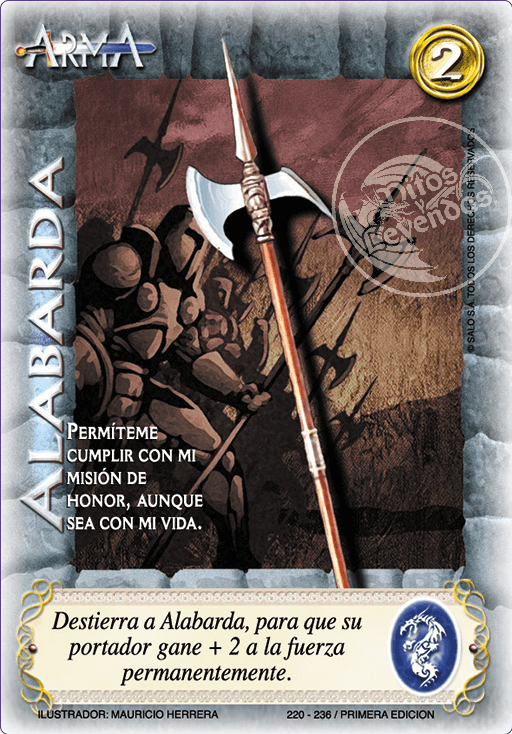 ARMA
2
Mitos y
Leyendas
ALABARDA
© SALO S.A. TODOS LOS DERECHOS RESERVADOS
PERMÍTEME
CUMPLIR CON MI
MISIÓN DE
HONOR, AUNQUE
SEA CON MI VIDA.
Destierra a Alabarda, para que su
portador gane + 2 a la fuerza
permanentemente.
ILUSTRADOR: MAURICIO HERRERA
220 - 236 / PRIMERA EDICION